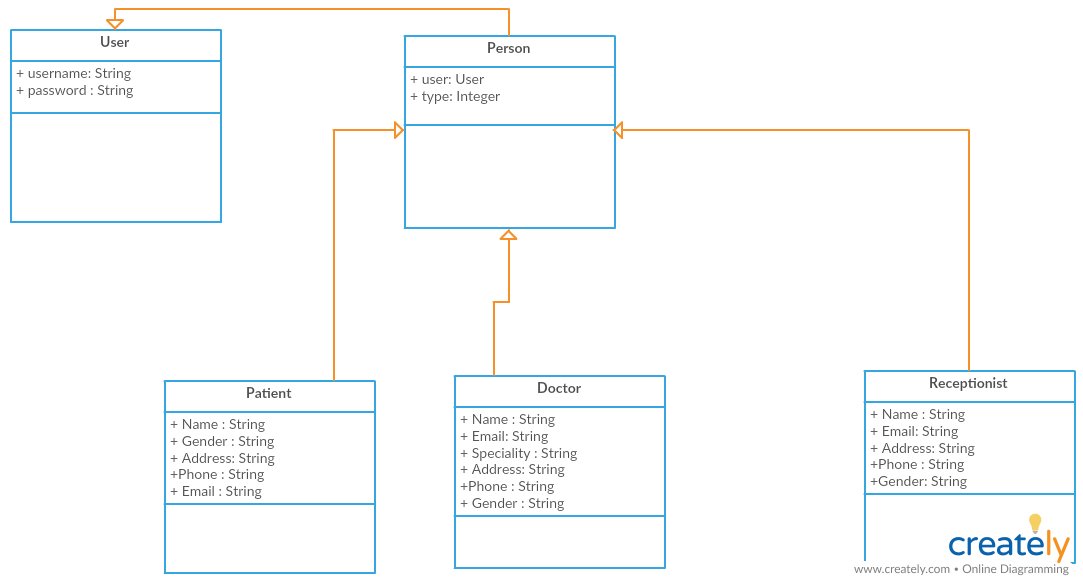 User
+ username: String
+ password : String
Person
+ user: User
+ type: Integer
Patient
+ Name : String
+ Gender : String
+ Address: String
+Phone : String
+ Email : String
Doctor
+ Name : String
+ Email: String
+ Speciality : String
+ Address: String
+Phone : String
+ Gender : String
Receptionist
+ Name : String
+ Email: String
+ Address: String
+Phone : String
+Gender: String
creately
www.creately.com • Online Diagramming